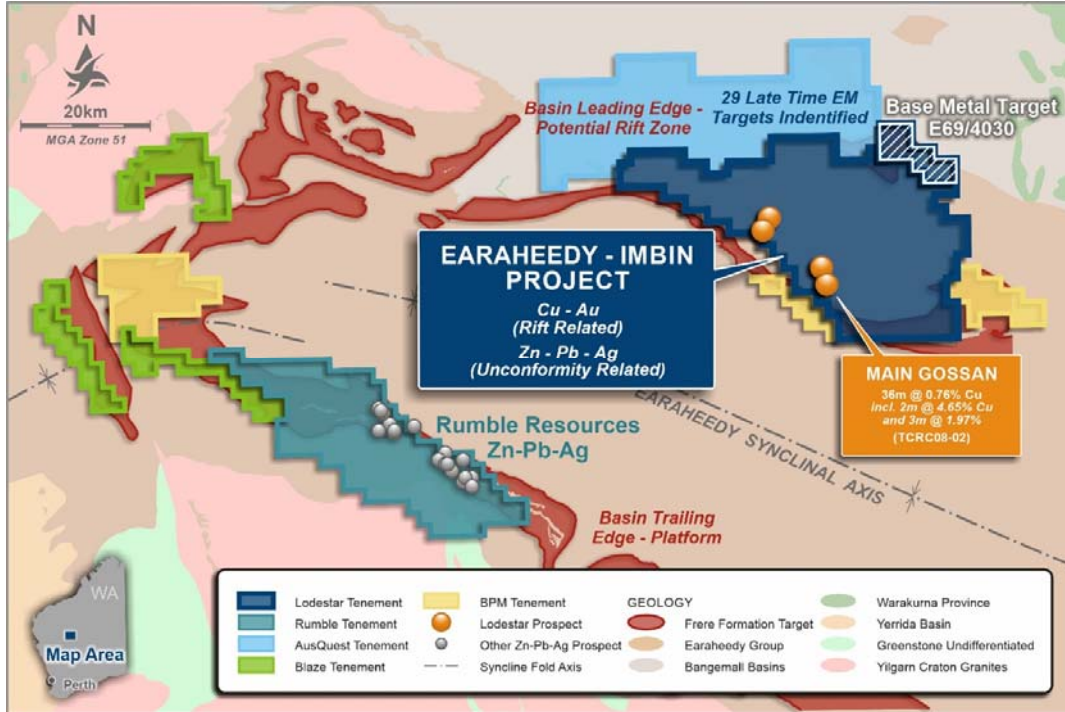 N
20km
MGA Zone 51
Basin Leading Edge -
Potential Rift Zone
29 Late Time EM
Targets Indentified
Base Metal Target
E69/4030
EARAHEEDY - IMBIN
PROJECT
Cu - Au
(Rift Related)
Zn - Pb - Ag
(Unconformity Related)
MAIN GOSSAN
36m @ 0.76% Cu
incl. 2m @ 4.65% Cu
and 3m @ 1.97%
(TCRC08-02)
EARAHEEDY SYNCLINAL AXIS
Rumble Resources
Zn-Pb-Ag
Basin Trailing
Edge - Platform
WA
Map Area
Perth
Lodestar Tenement
Rumble Tenement
AusQuest Tenement
Blaze Tenement
BPM Tenement
Lodestar Prospect
Other Zn-Pb-Ag Prospect
Syncline Fold Axis
GEOLOGY
Frere Formation Target
Earaheedy Group
Bangemall Basins
Warakurna Province
Yerrida Basin
Greenstone Undifferentiated
Yilgarn Craton Granites